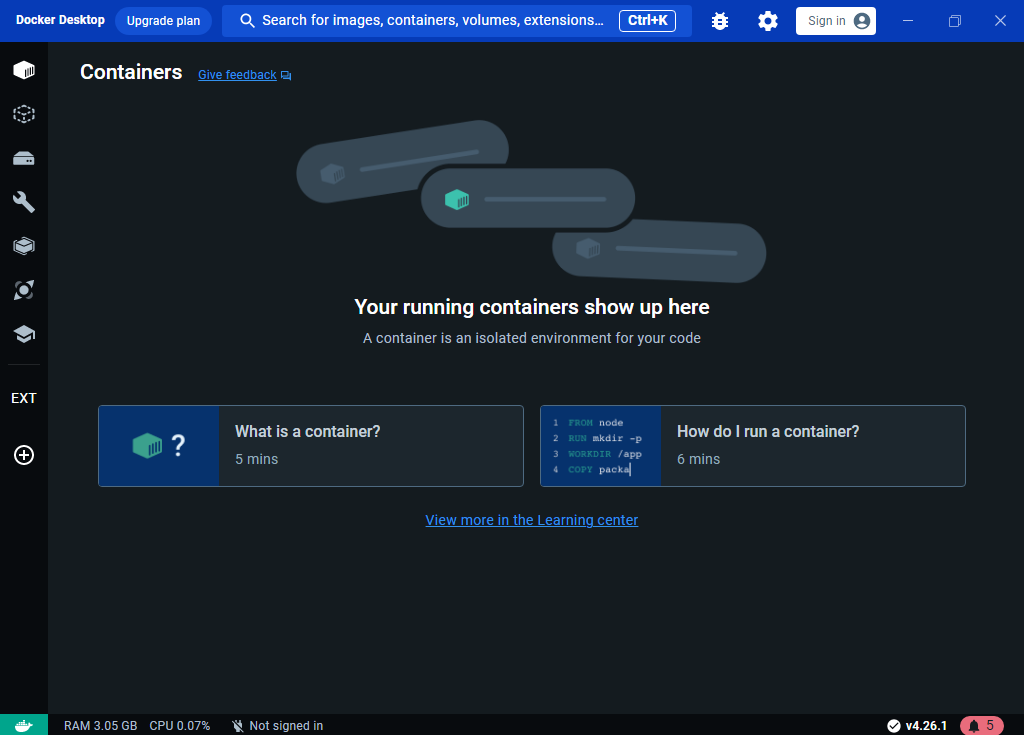 Docker Desktop
Upgrade plan
Search for images, containers, volumes, extensions...
Ctrl+K
Sign in
Containers
Give feedback
Your running containers show up here
A container is an isolated environment for your code
?
What is a container?
5 mins
1 FROM node
2 RUN mkdir -p
3 WORKDIR /app
4 COPY packa
How do I run a container?
6 mins
View more in the Learning center
EXT
RAM 3.05 GB
CPU 0.07%
Not signed in
v4.26.1
5